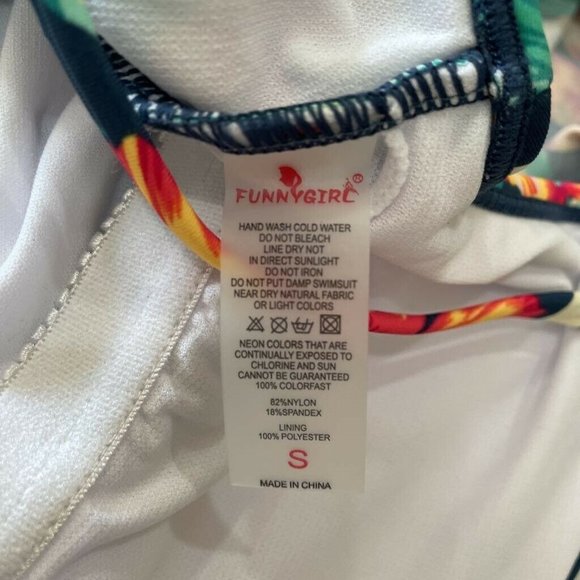 FUNNYGIRL®
HAND WASH COLD WATER
DO NOT BLEACH
LINE DRY NOT
IN DIRECT SUNLIGHT
DO NOT IRON
DO NOT PUT DAMP SWIMSUIT
NEAR DRY NATURAL FABRIC
OR LIGHT COLORS
NEON COLORS THAT ARE
CONTINUALLY EXPOSED TO
CHLORINE AND SUN
CANNOT BE GUARANTEED
100% COLORFAST
82%NYLON
18%SPANDEX
LINING
100% POLYESTER
S
MADE IN CHINA